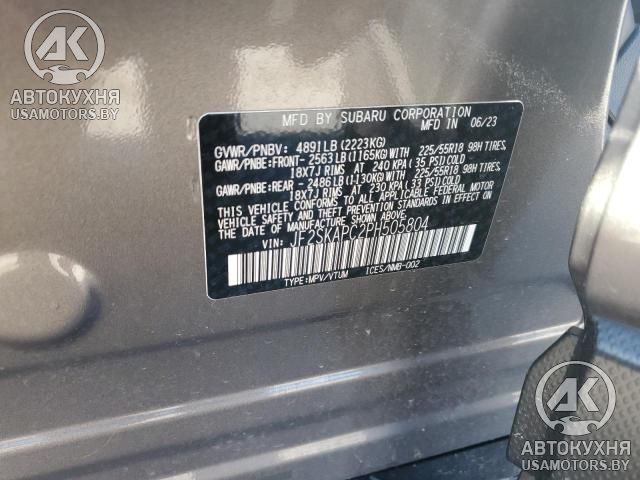 АК
АВТОКУХНЯ
USAMOTORS.BY
MFD BY SUBARU CORPORATION
MFD IN 06/23
GVWR/PNBV: 4891LB(2223KG)
GAWR/PNBE:FRONT- 2563LB(1165KG)WITH 225/55R18 98H TIRES,
18X7J RIMS AT 240 KPA(35 PSI)COLD
GAWR/PNBE:REAR - 2486LB(1130KG)WITH 225/55R18 98H TIRES,
18X7J RIMS AT 230 KPA(33 PSI)COLD
THIS VEHICLE CONFORMS TO ALL APPLICABLE FEDERAL MOTOR
VEHICLE SAFETY AND BUMPER STANDARDS IN EFFECT ON
THE DATE OF MANUFACTURE SHOWN ABOVE.
VIN: JF2SKAPC2PH505804
TYPE:MPV/VTUM ICES/NMB-002
АК
АВТОКУХНЯ
USAMOTORS.BY